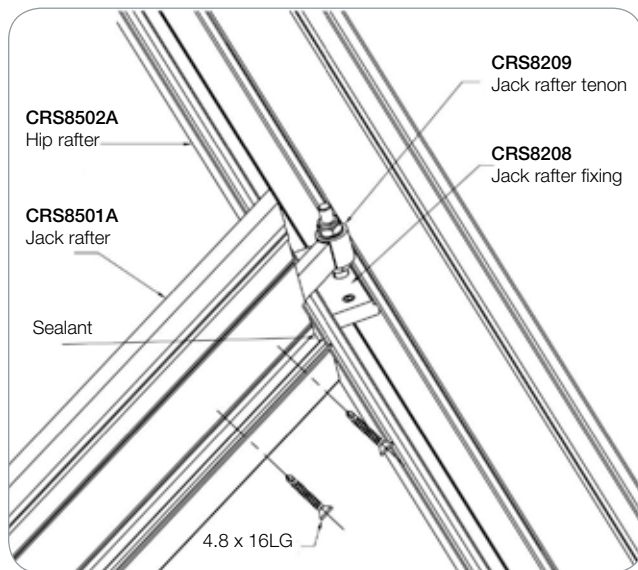 CRS8209
Jack rafter tenon
CRS8502A
Hip rafter
CRS8208
Jack rafter fixing
CRS8501A
Jack rafter
Sealant
4.8 x 16LG